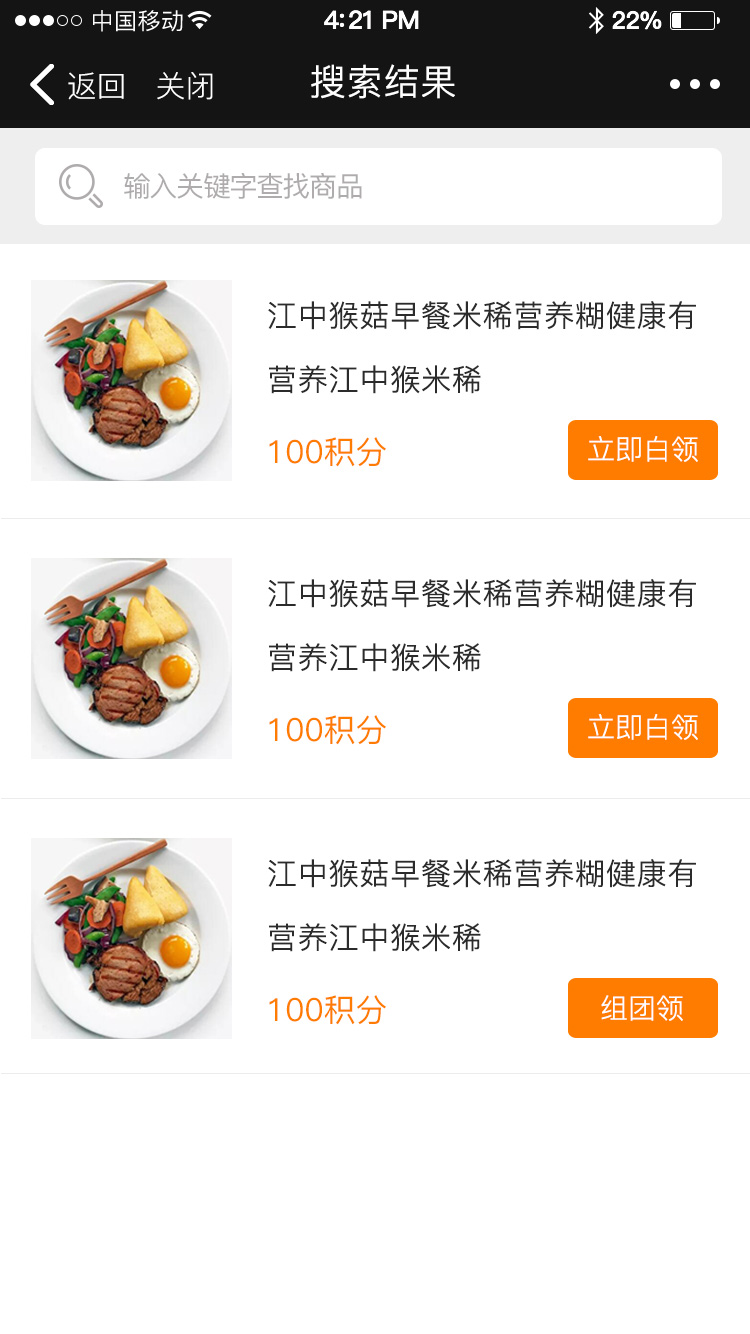 中国移动 4:21 PM 22%
返回 关闭 搜索结果
输入关键字查找商品
江中猴菇早餐米稀营养糊健康有
营养江中猴米稀
100积分 立即白领
江中猴菇早餐米稀营养糊健康有
营养江中猴米稀
100积分 立即白领
江中猴菇早餐米稀营养糊健康有
营养江中猴米稀
100积分 组团领